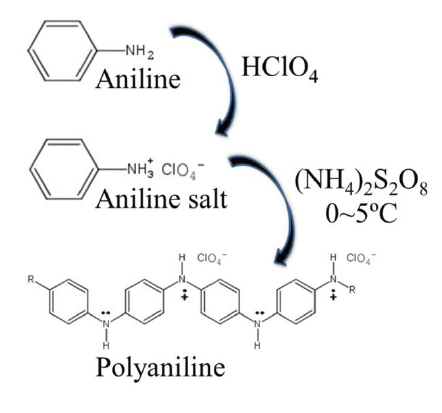 NH₂
Aniline
HClO₄
NH₃⁺ ClO₄⁻
Aniline salt
(NH₄)₂S₂O₈
0~5ºC
H ClO₄⁻ H ClO₄⁻
R N N R
N N
H H
Polyaniline